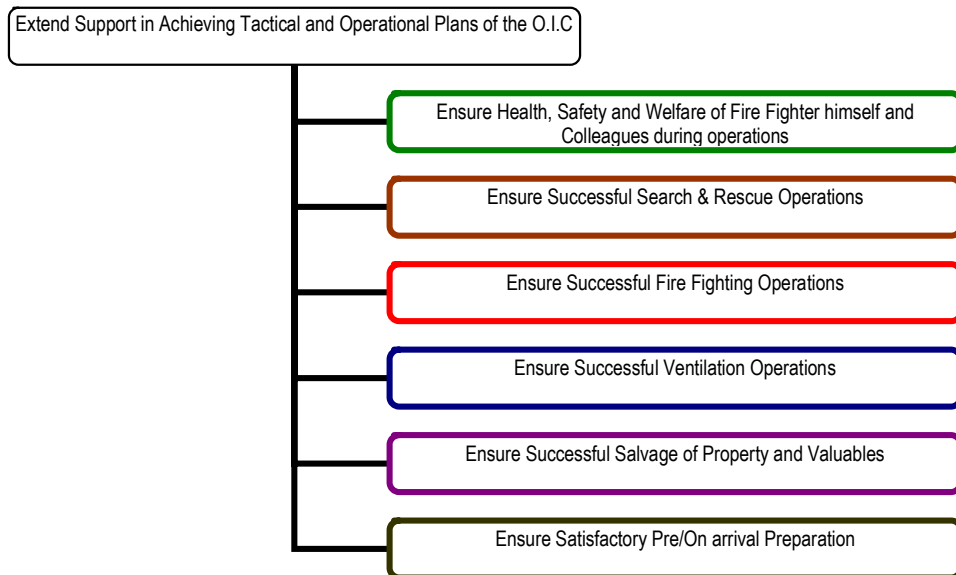 Extend Support in Achieving Tactical and Operational Plans of the O.I.C
Ensure Health, Safety and Welfare of Fire Fighter himself and
Colleagues during operations
Ensure Successful Search & Rescue Operations
Ensure Successful Fire Fighting Operations
Ensure Successful Ventilation Operations
Ensure Successful Salvage of Property and Valuables
Ensure Satisfactory Pre/On arrival Preparation